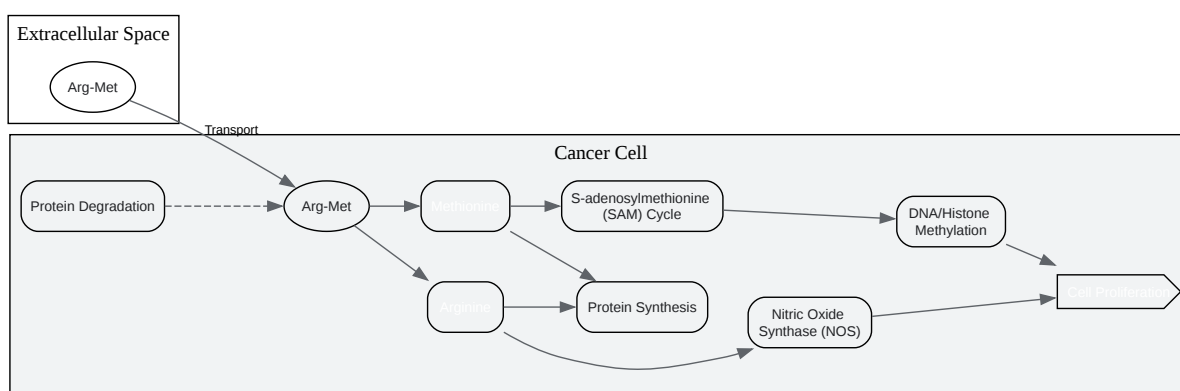 Extracellular Space
Arg-Met
Transport
Cancer Cell
Protein Degradation
Arg-Met
Methionine
S-adenosylmethionine
(SAM) Cycle
DNA/Histone
Methylation
Arginine
Protein Synthesis
Nitric Oxide
Synthase (NOS)
Cell Proliferation